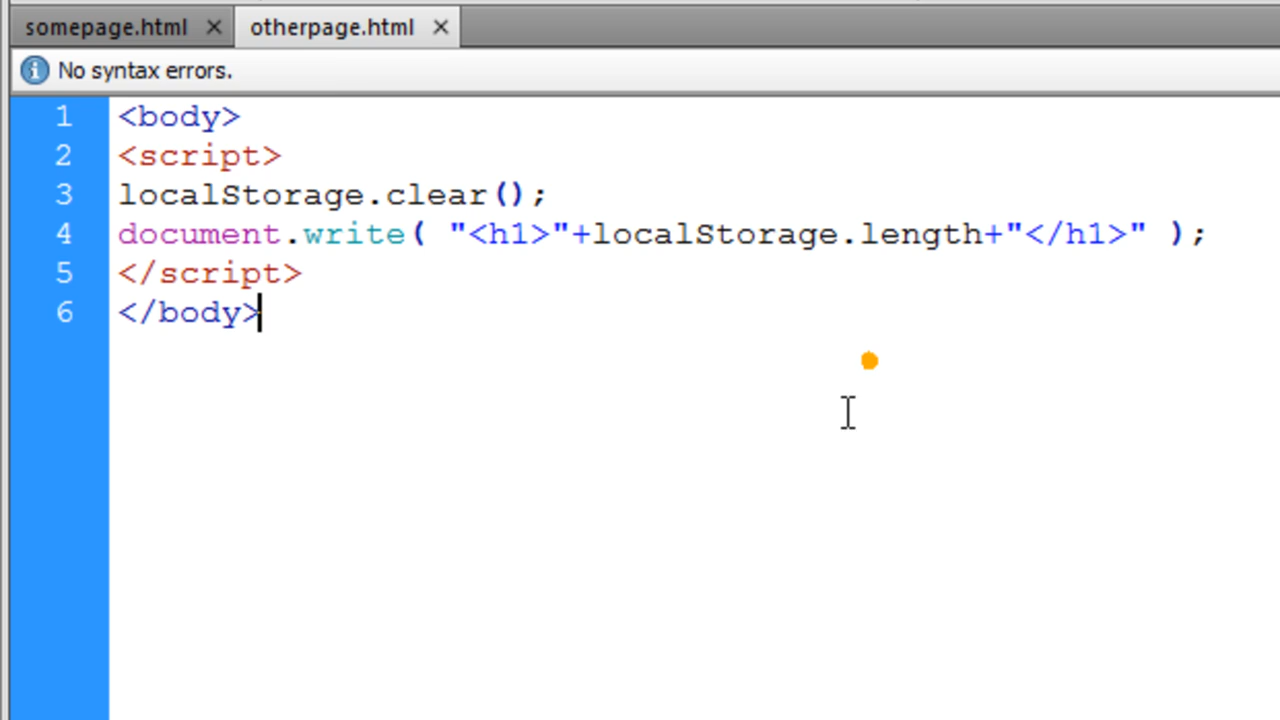 somepage.html × otherpage.html ×
i No syntax errors.
1 <body>
2 <script>
3 localStorage.clear();
4 document.write( "<h1>"+localStorage.length+"</h1>" );
5 </script>
6 </body>